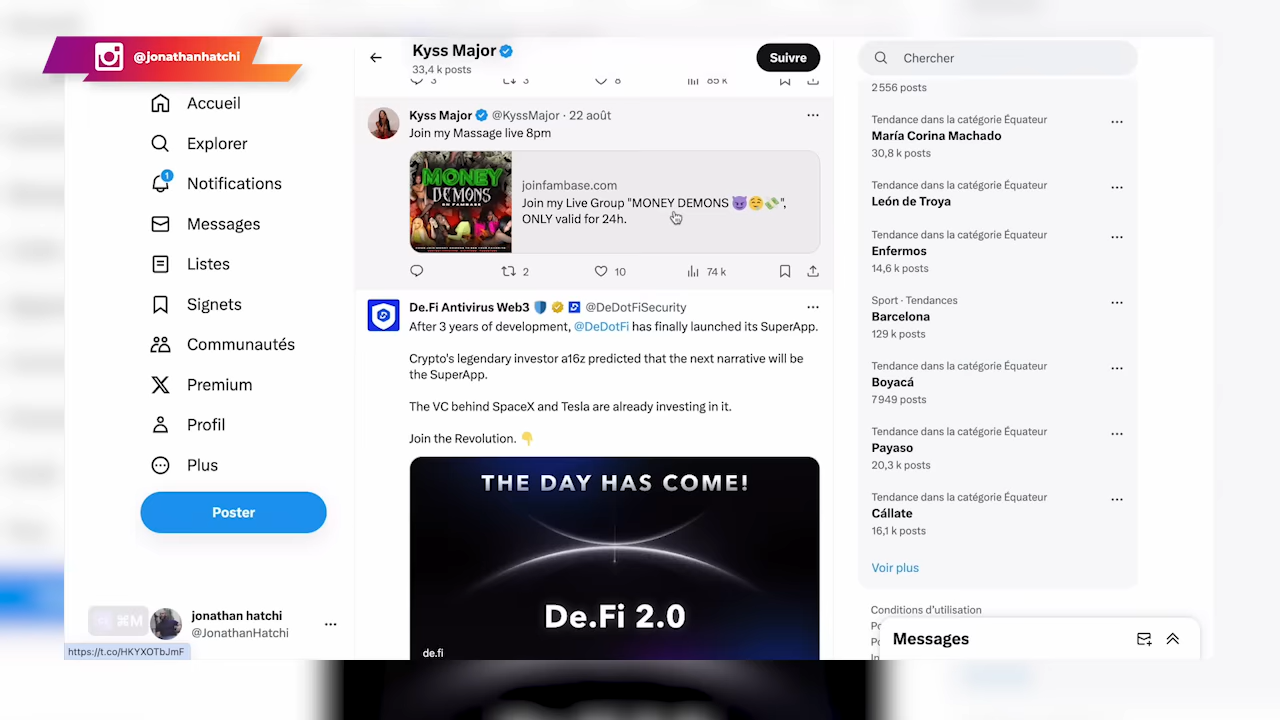 @jonathanhatchi
Accueil
Explorer
1
Notifications
Messages
Listes
Signets
Communautés
Premium
Profil
Plus
Poster
⌘M
jonathan hatchi
@JonathanHatchi
https://t.co/HKYXOTbJmF
Kyss Major
33,4 k posts
Suivre
3 3 8 85 k
Kyss Major @KyssMajor · 22 août
Join my Massage live 8pm
MONEY
DEMONS
joinfambase.com
Join my Live Group "MONEY DEMONS 😈😌💸",
ONLY valid for 24h.
2 10 74 k
De.Fi Antivirus Web3 @DeDotFiSecurity
After 3 years of development, @DeDotFi has finally launched its SuperApp.
Crypto's legendary investor a16z predicted that the next narrative will be
the SuperApp.
The VC behind SpaceX and Tesla are already investing in it.
Join the Revolution. 👇
THE DAY HAS COME!
De.Fi 2.0
de.fi
Chercher
2 556 posts
Tendance dans la catégorie Équateur
María Corina Machado
30,8 k posts
Tendance dans la catégorie Équateur
León de Troya
Tendance dans la catégorie Équateur
Enfermos
14,6 k posts
Sport · Tendances
Barcelona
129 k posts
Tendance dans la catégorie Équateur
Boyacá
7 949 posts
Tendance dans la catégorie Équateur
Payaso
20,3 k posts
Tendance dans la catégorie Équateur
Cállate
16,1 k posts
Voir plus
Conditions d'utilisation
Messages